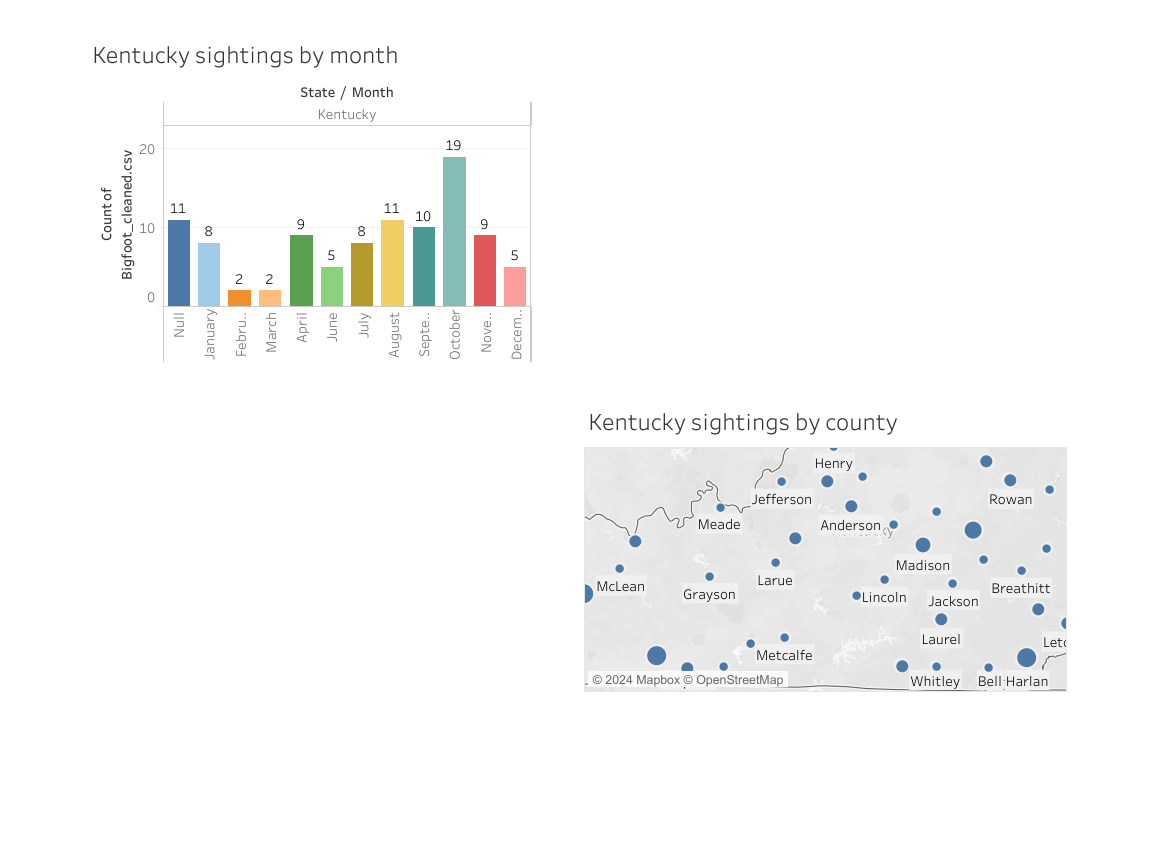 Kentucky sightings by month
State / Month
Kentucky
Count of
Bigfoot_cleaned.csv
20
10
0
11
8
2
2
9
5
8
11
10
19
9
5
Null
January
Febru..
March
April
June
July
August
Septe..
October
Nove..
Decem..
Kentucky sightings by county
Henry
Jefferson
Rowan
Meade
Anderson
Madison
McLean
Larue
Breathitt
Grayson
Lincoln
Jackson
Laurel
Letc
Metcalfe
© 2024 Mapbox © OpenStreetMap
Whitley
Bell
Harlan